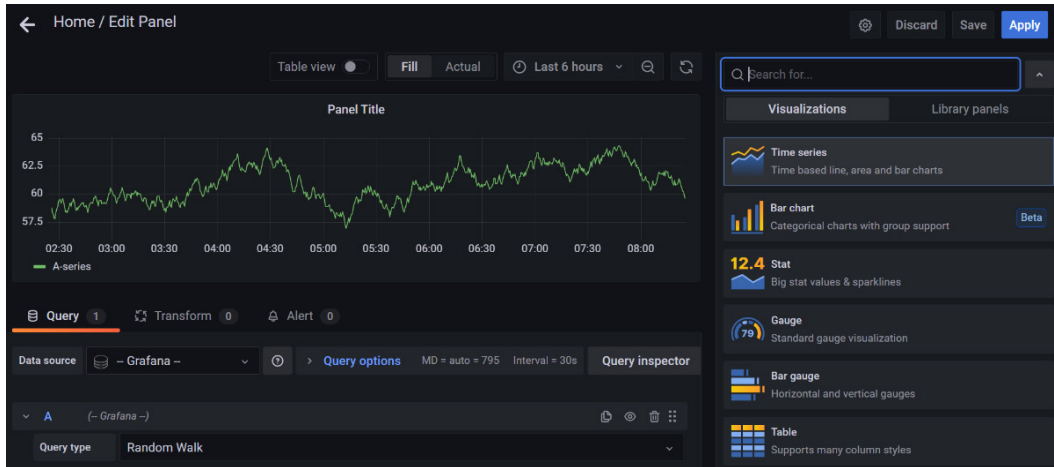 Home / Edit Panel
Discard Save Apply
Table view Fill Actual Last 6 hours
Search for...
Visualizations Library panels
Panel Title
65
62.5
60
57.5
02:30 03:00 03:30 04:00 04:30 05:00 05:30 06:00 06:30 07:00 07:30 08:00
A-series
Time series
Time based line, area and bar charts
Bar chart
Categorical charts with group support
Beta
12.4 Stat
Big stat values & sparklines
79
Gauge
Standard gauge visualization
Bar gauge
Horizontal and vertical gauges
Table
Supports many column styles
Query 1 Transform 0 Alert 0
Data source -- Grafana -- Query options MD = auto = 795 Interval = 30s Query inspector
A (-- Grafana --)
Query type Random Walk